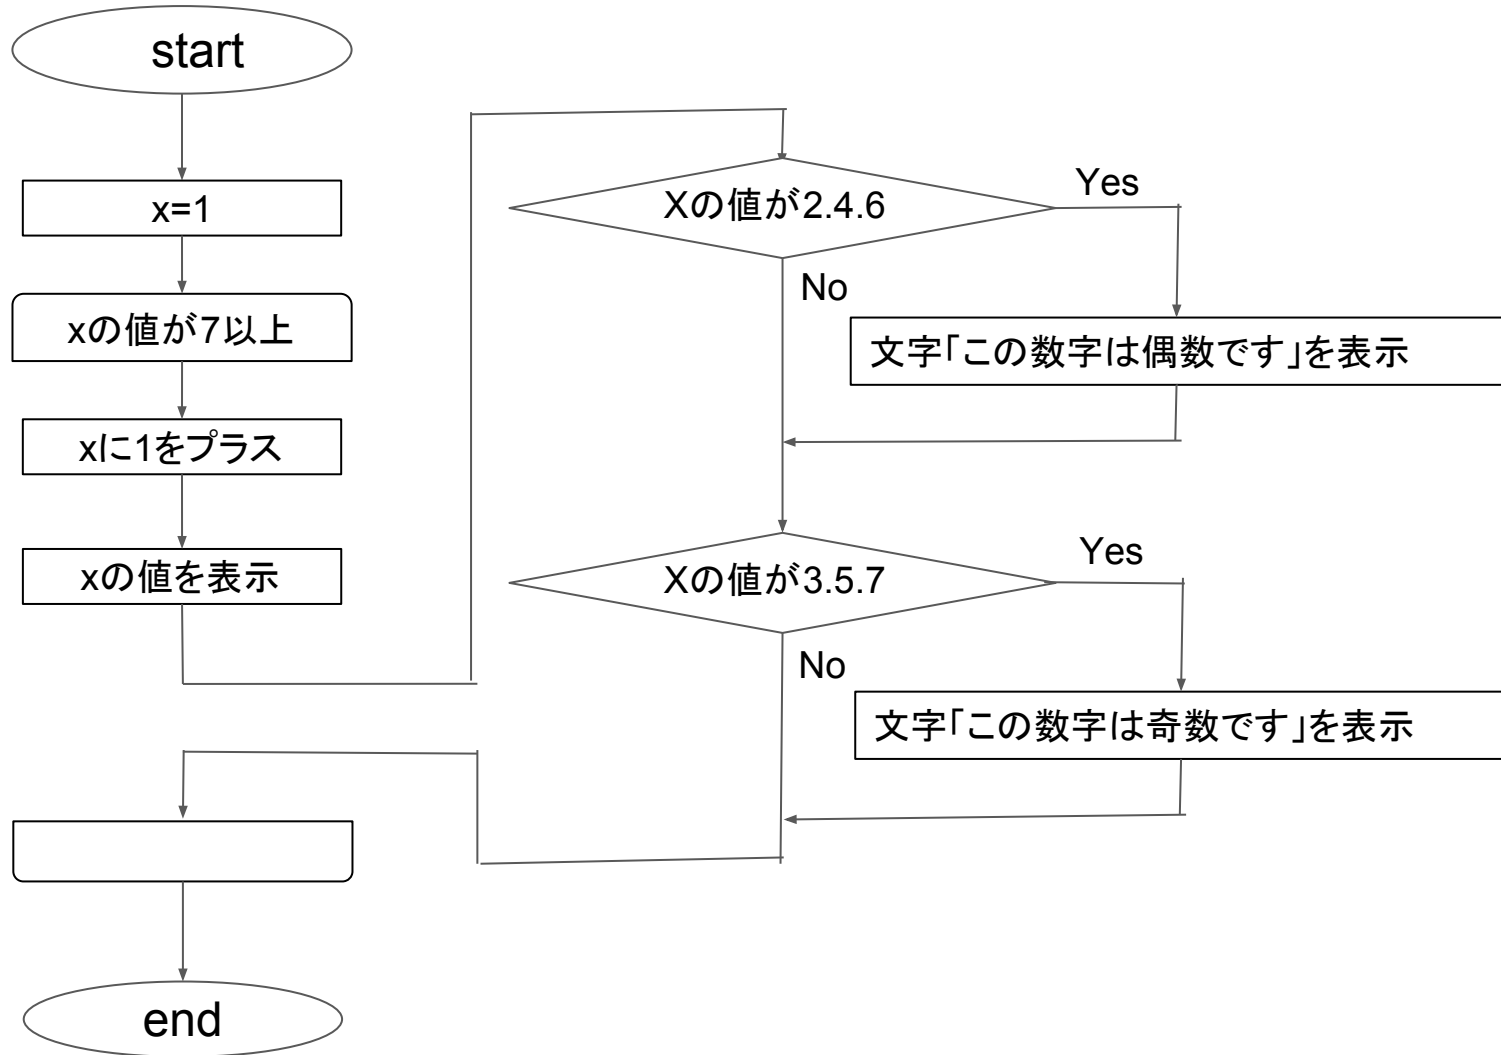 start
x=1
xの値が7以上
xに1をプラス
xの値を表示
Xの値が2.4.6
Yes
No
文字｢この数字は偶数です｣を表示
Xの値が3.5.7
Yes
No
文字｢この数字は奇数です｣を表示
end